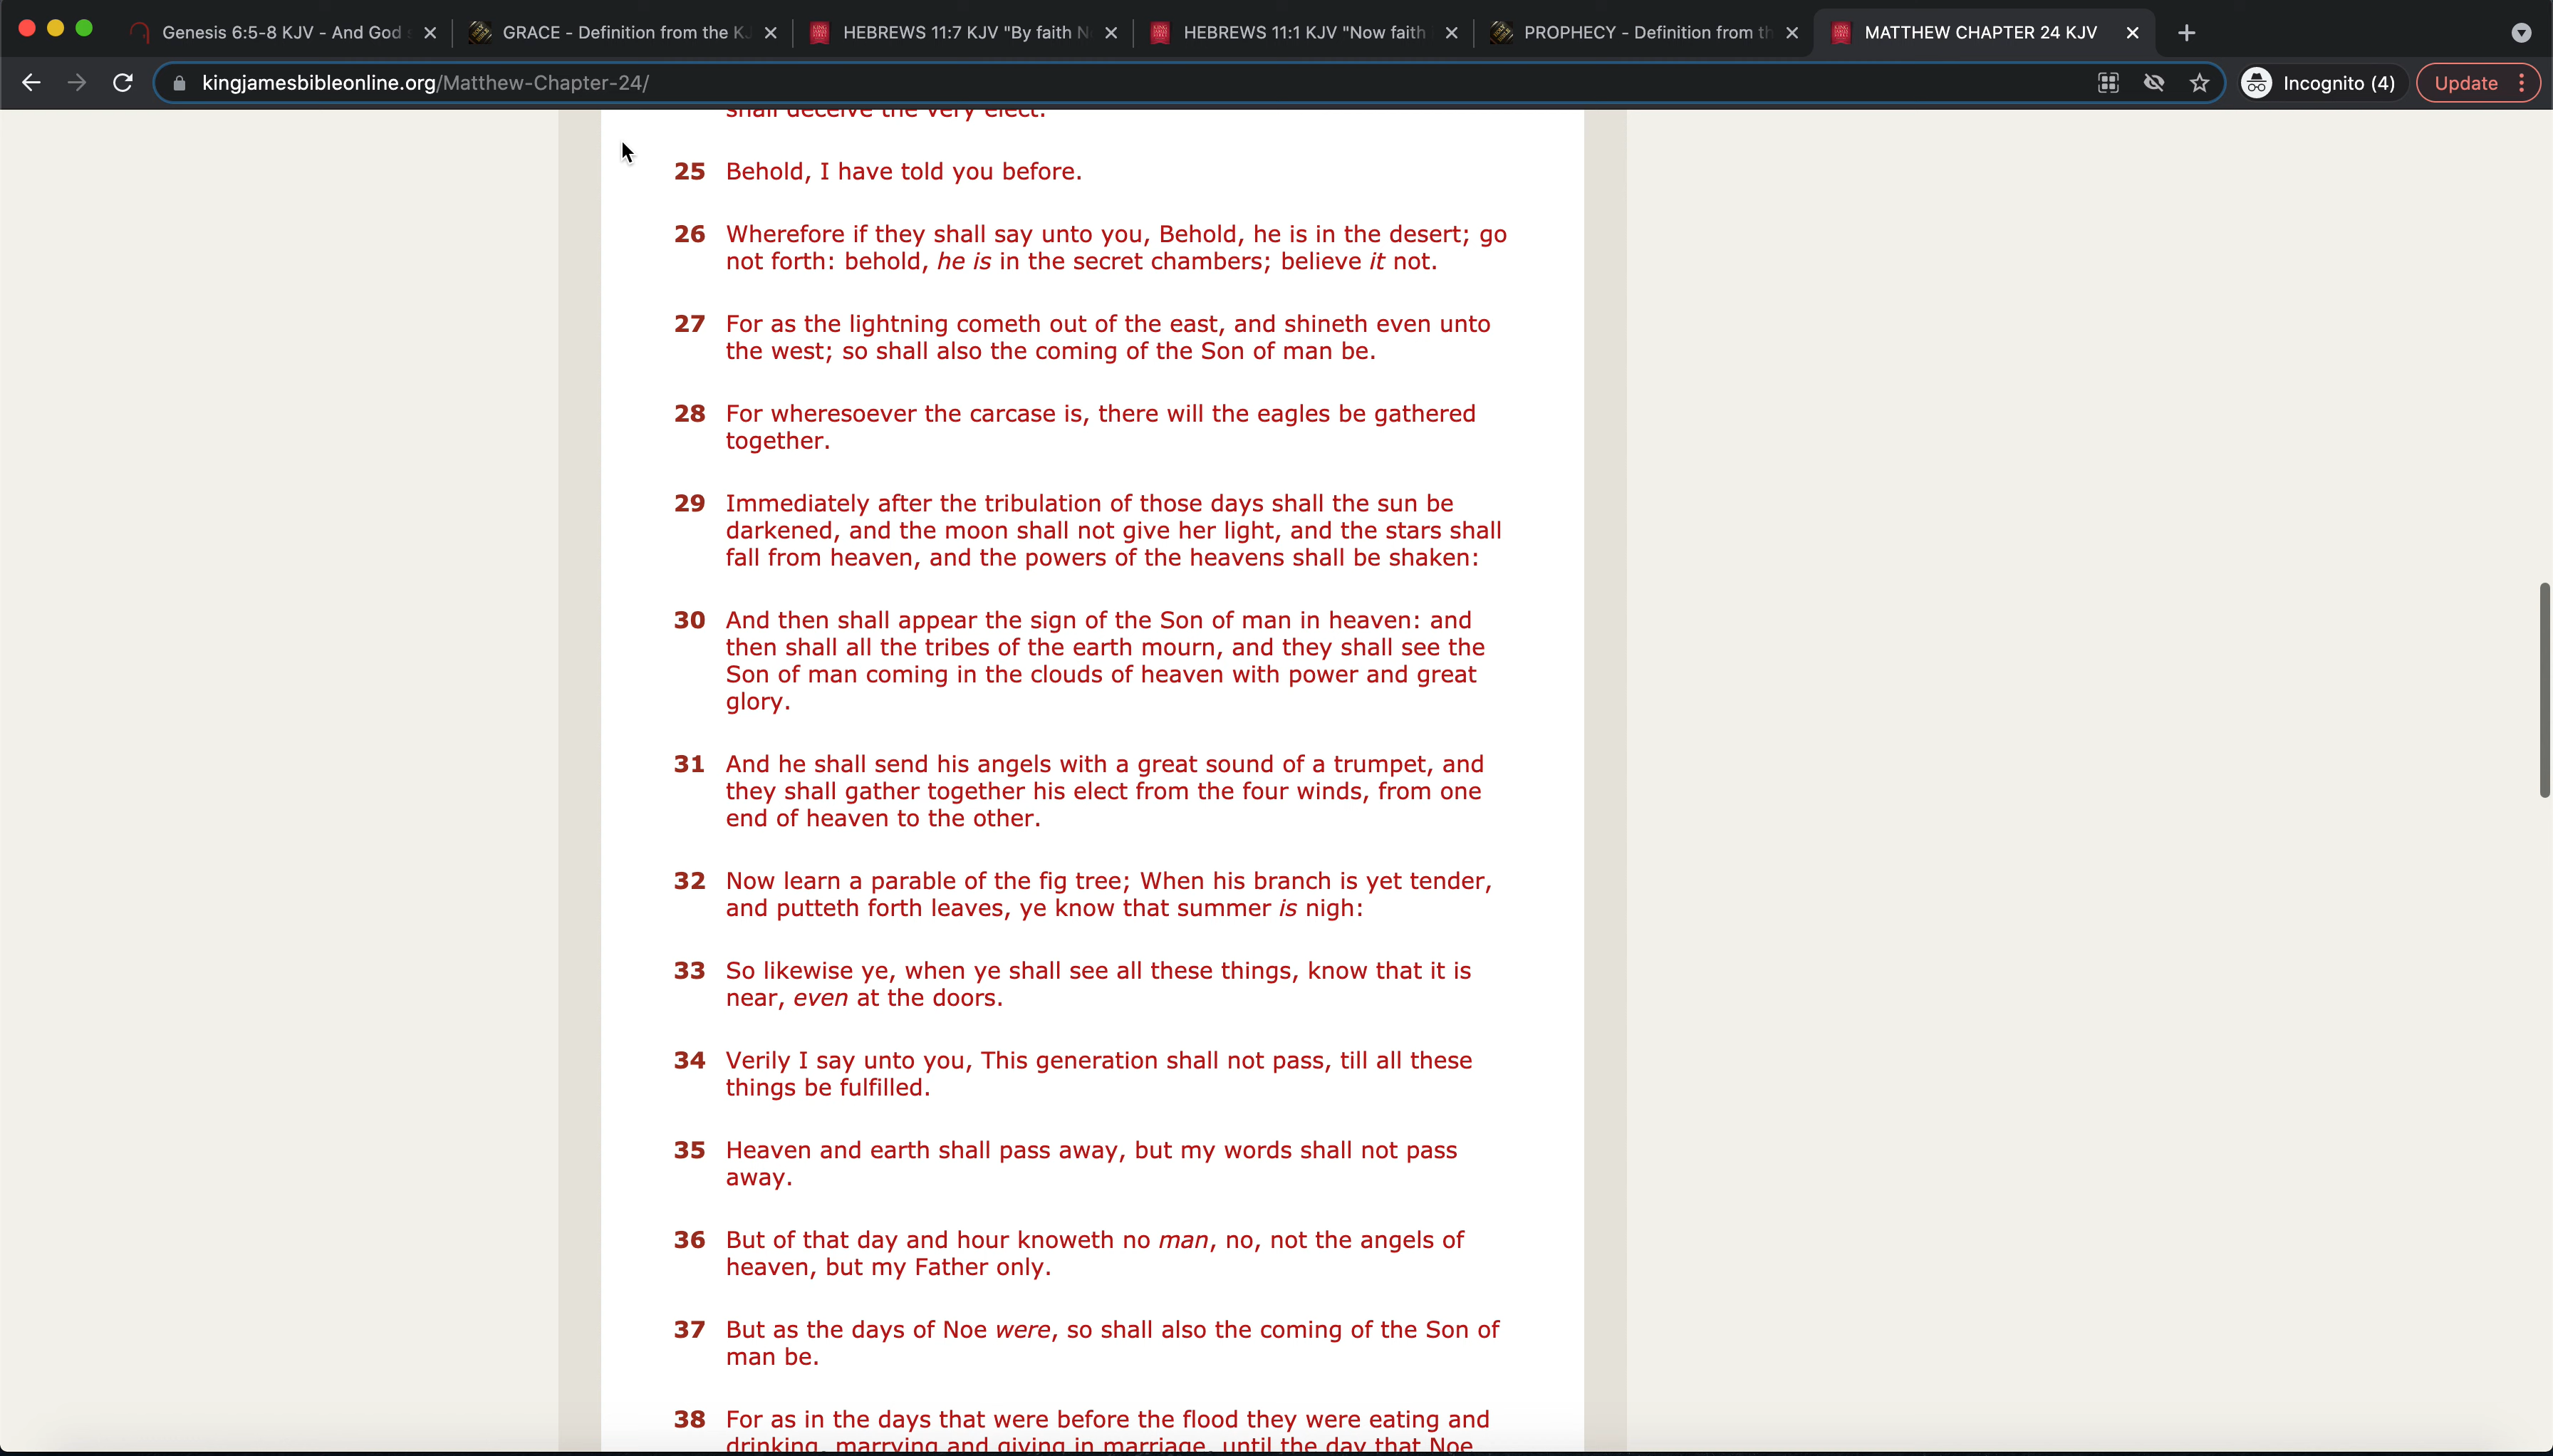 Genesis 6:5-8 KJV - And God
GRACE - Definition from the KJ
HEBREWS 11:7 KJV "By faith N
HEBREWS 11:1 KJV "Now faith
PROPHECY - Definition from th
MATTHEW CHAPTER 24 KJV
kingjamesbibleonline.org/Matthew-Chapter-24/
Incognito (4)
Update
shall deceive the very elect.
25 Behold, I have told you before.
26 Wherefore if they shall say unto you, Behold, he is in the desert; go
not forth: behold, he is in the secret chambers; believe it not.
27 For as the lightning cometh out of the east, and shineth even unto
the west; so shall also the coming of the Son of man be.
28 For wheresoever the carcase is, there will the eagles be gathered
together.
29 Immediately after the tribulation of those days shall the sun be
darkened, and the moon shall not give her light, and the stars shall
fall from heaven, and the powers of the heavens shall be shaken:
30 And then shall appear the sign of the Son of man in heaven: and
then shall all the tribes of the earth mourn, and they shall see the
Son of man coming in the clouds of heaven with power and great
glory.
31 And he shall send his angels with a great sound of a trumpet, and
they shall gather together his elect from the four winds, from one
end of heaven to the other.
32 Now learn a parable of the fig tree; When his branch is yet tender,
and putteth forth leaves, ye know that summer is nigh:
33 So likewise ye, when ye shall see all these things, know that it is
near, even at the doors.
34 Verily I say unto you, This generation shall not pass, till all these
things be fulfilled.
35 Heaven and earth shall pass away, but my words shall not pass
away.
36 But of that day and hour knoweth no man, no, not the angels of
heaven, but my Father only.
37 But as the days of Noe were, so shall also the coming of the Son of
man be.
38 For as in the days that were before the flood they were eating and
drinking, marrying and giving in marriage, until the day that Noe